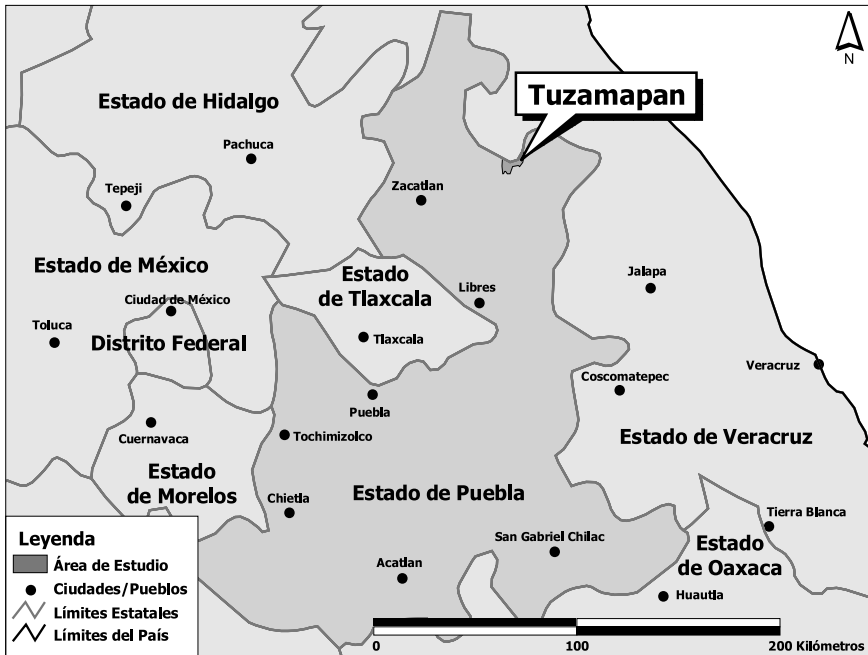 N
Tuzamapan
Estado de Hidalgo
Pachuca
Tepeji
Zacatlan
Estado de México
Estado
de Tlaxcala
Jalapa
Libres
Ciudad de México
Toluca
Distrito Federal
Tlaxcala
Veracruz
Coscomatepec
Puebla
Cuernavaca
Tochimizolco
Estado de Veracruz
Estado
de Morelos
Chietla
Estado de Puebla
Tierra Blanca
San Gabriel Chilac
Estado
de Oaxaca
Acatlan
Huautla
Leyenda
Área de Estudio
Ciudades/Pueblos
Límites Estatales
Límites del País
0 100 200 Kilómetros